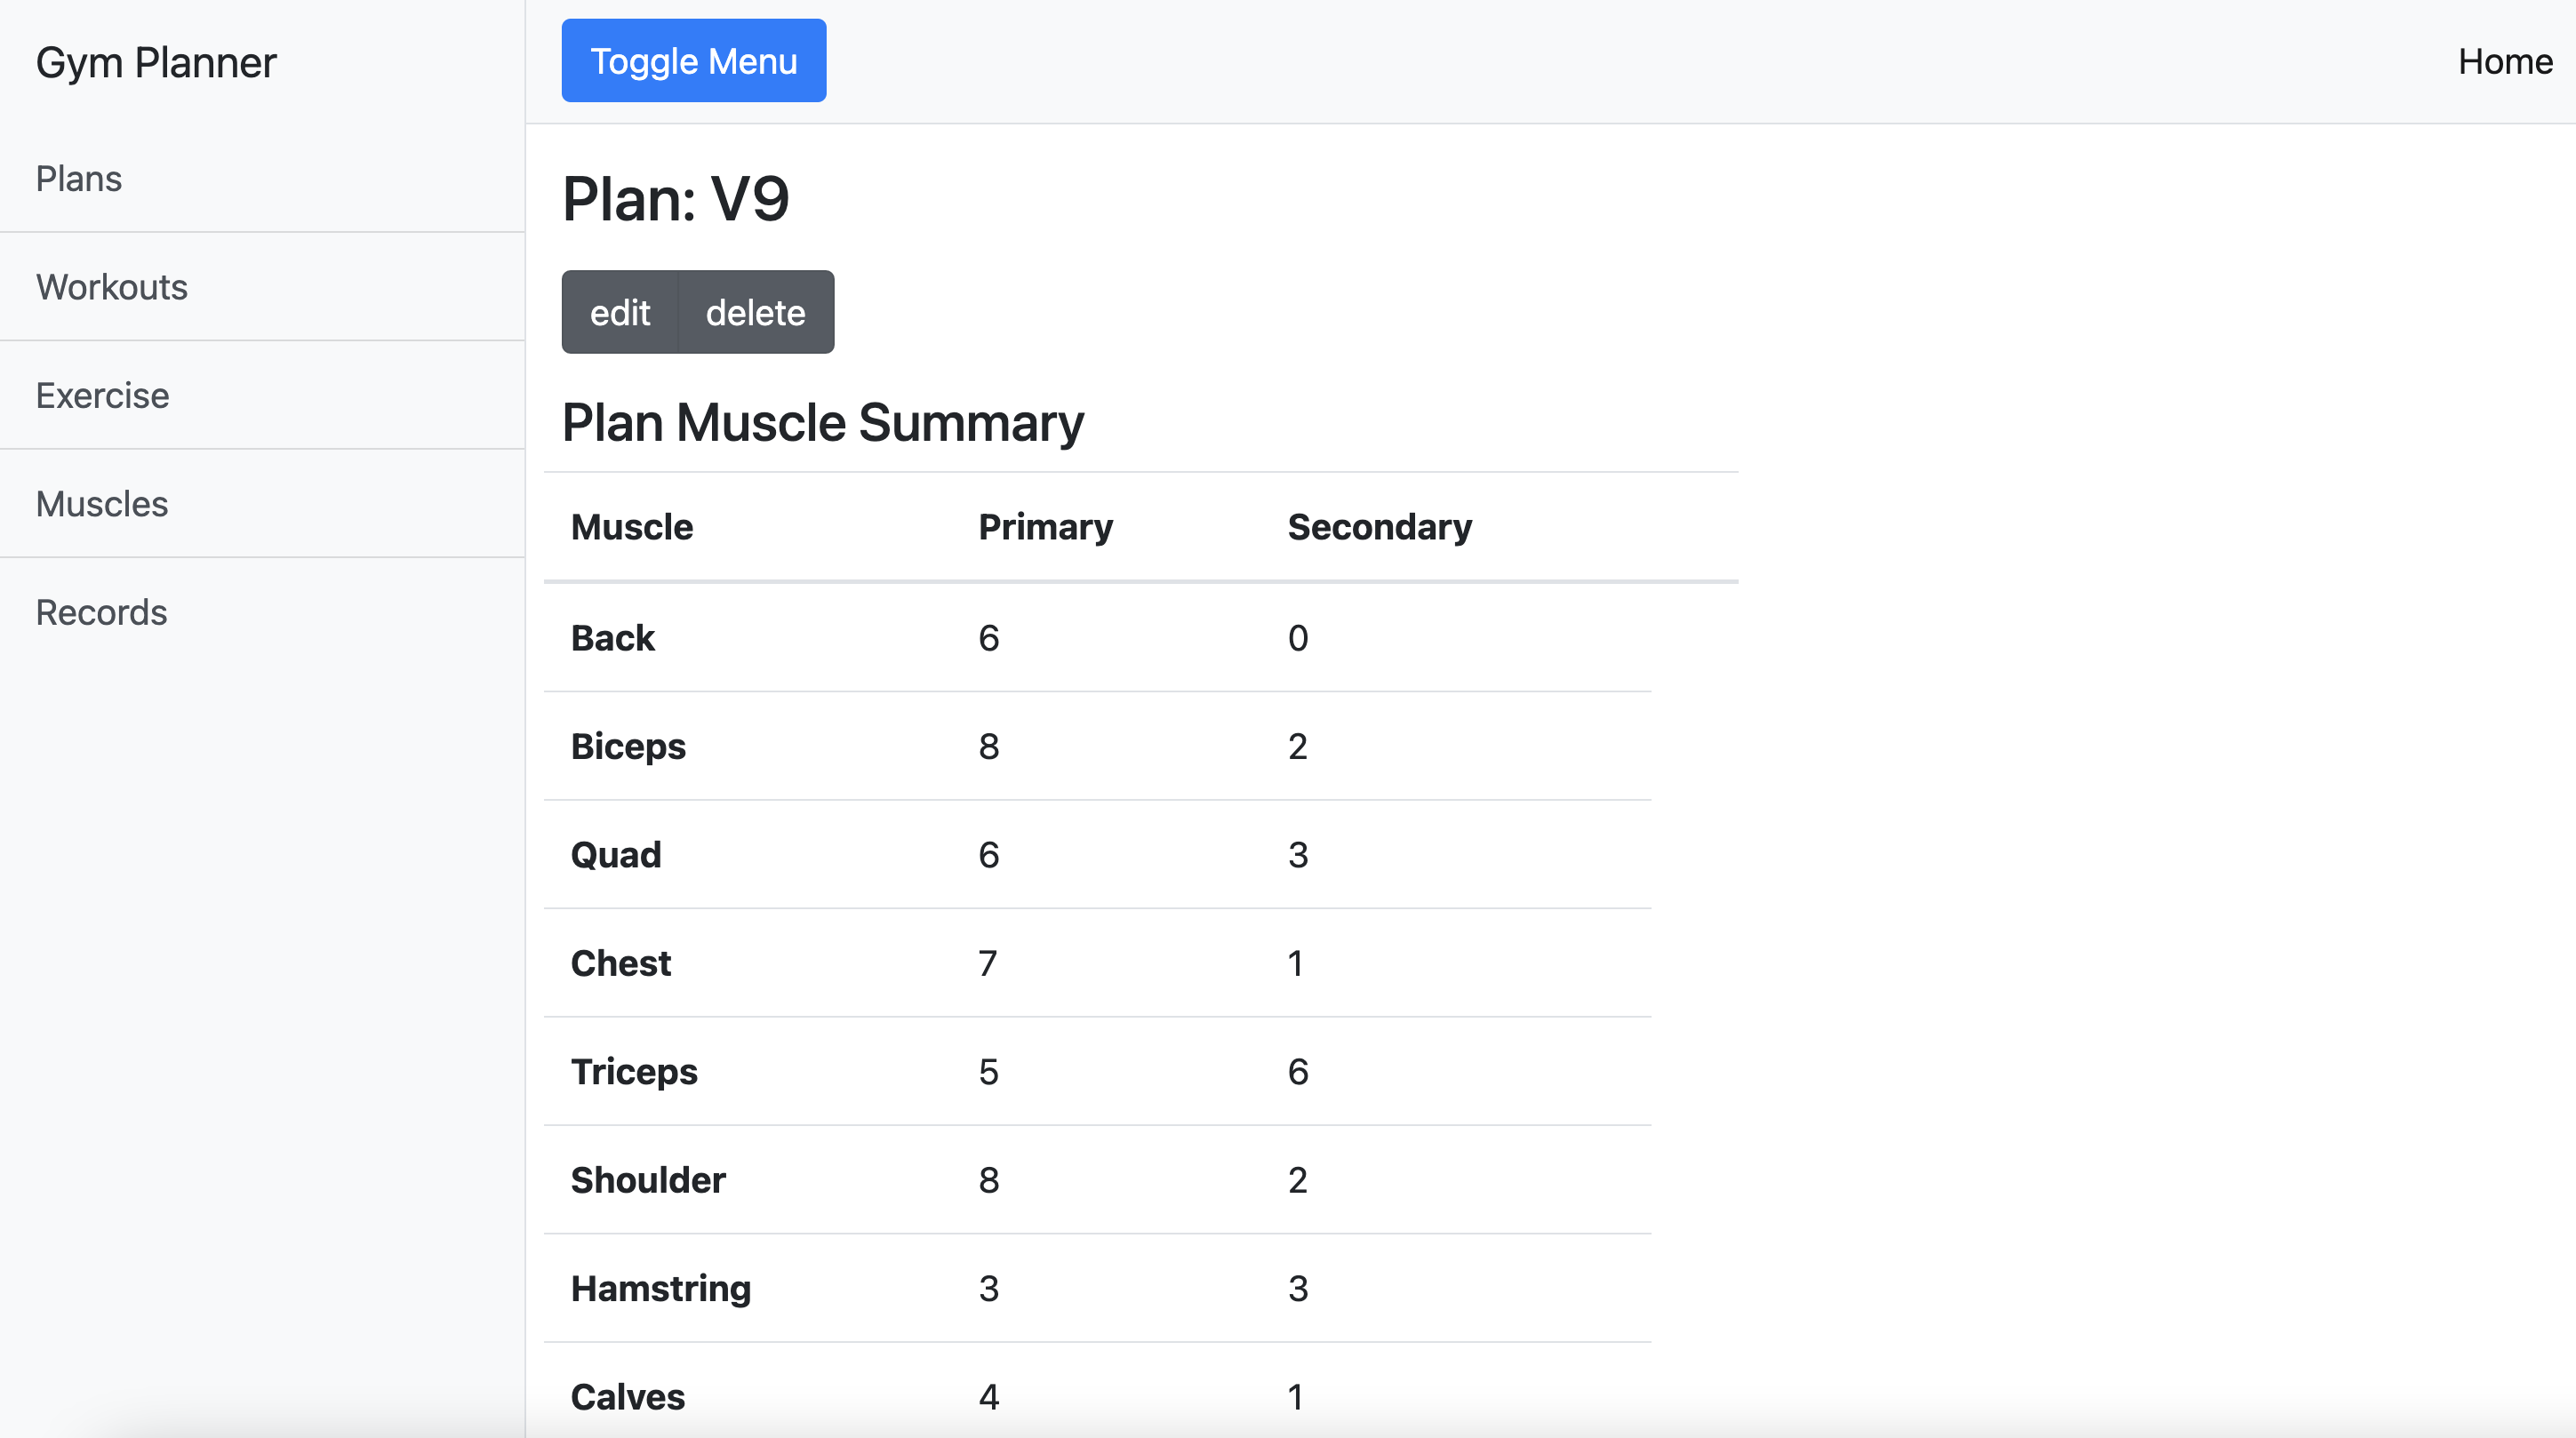 Gym Planner
Toggle Menu
Home
Plans
Workouts
Exercise
Muscles
Records
Plan: V9
edit delete
Plan Muscle Summary
Muscle Primary Secondary
Back 6 0
Biceps 8 2
Quad 6 3
Chest 7 1
Triceps 5 6
Shoulder 8 2
Hamstring 3 3
Calves 4 1